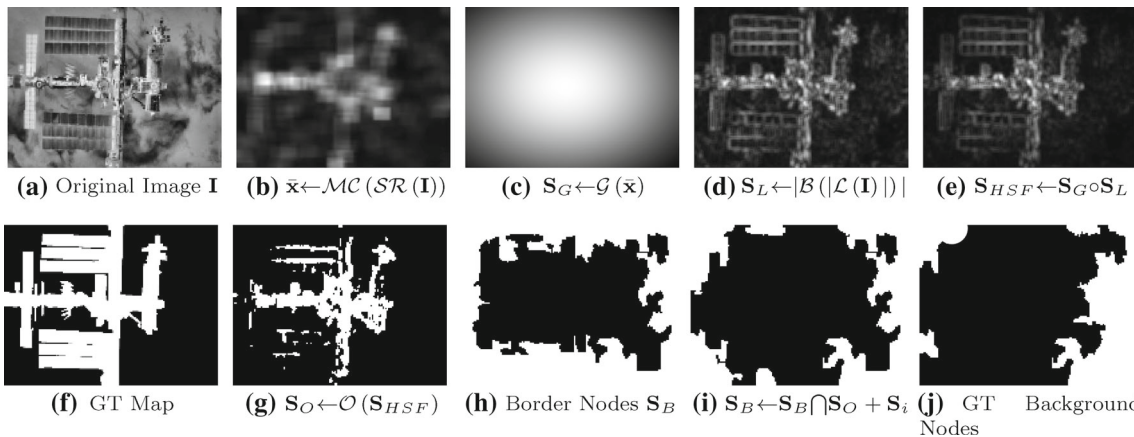 (a) Original Image I
(b) x̄←MC(SR(I))
(c) S_G←G(x̄)
(d) S_L←|B(|L(I)|)|
(e) S_HSF←S_G∘S_L
(f) GT Map
(g) S_O←O(S_HSF)
(h) Border Nodes S_B
(i) S_B←S_B⋂S_O + S_i
(j) GT Background
Nodes